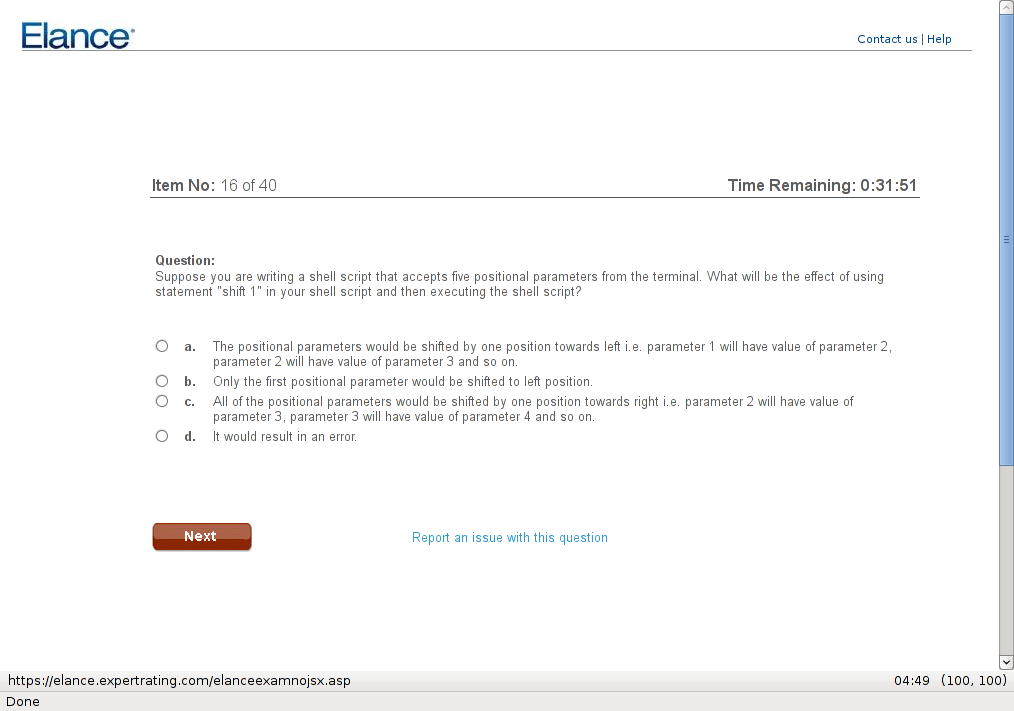 Elance
Contact us | Help
Item No: 16 of 40
Time Remaining: 0:31:51
Question:
Suppose you are writing a shell script that accepts five positional parameters from the terminal. What will be the effect of using
statement "shift 1" in your shell script and then executing the shell script?
a. The positional parameters would be shifted by one position towards left i.e. parameter 1 will have value of parameter 2,
parameter 2 will have value of parameter 3 and so on.
b. Only the first positional parameter would be shifted to left position.
c. All of the positional parameters would be shifted by one position towards right i.e. parameter 2 will have value of
parameter 3, parameter 3 will have value of parameter 4 and so on.
d. It would result in an error.
Next
Report an issue with this question
https://elance.expertrating.com/elanceexamnojsx.asp
04:49 (100, 100)
Done